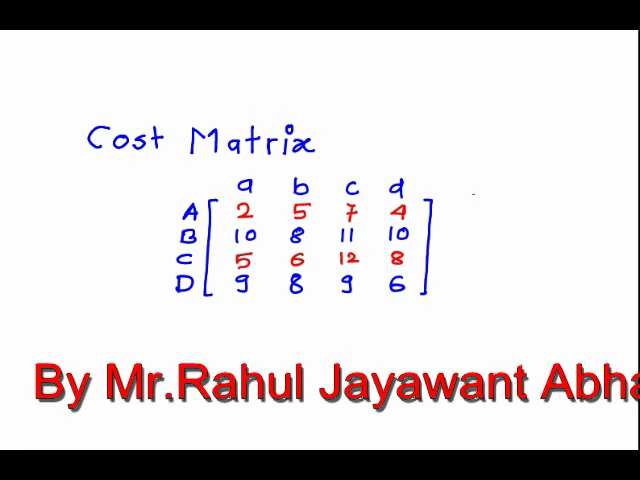 Cost Matrix
a b c d
A 2 5 7 4
B 10 8 11 10
C 5 6 12 8
D 9 8 9 6
By Mr.Rahul Jayawant Abha